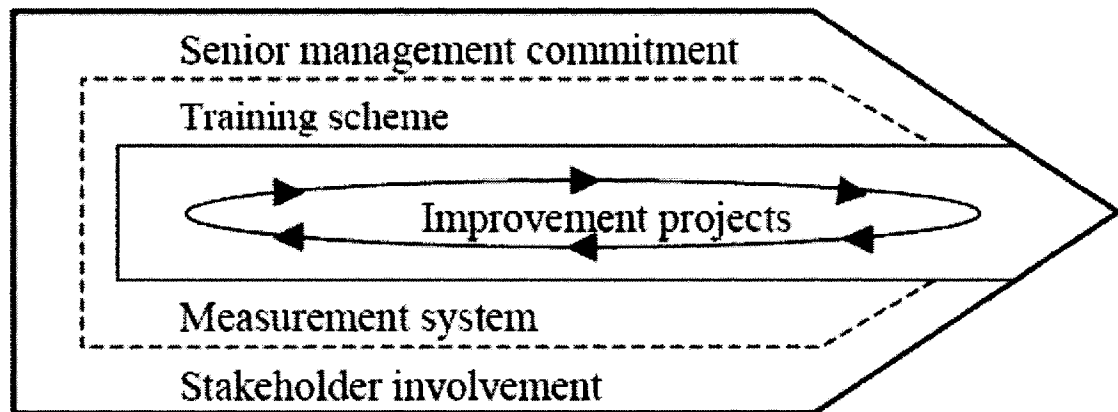 Senior management commitment
Training scheme
Improvement projects
Measurement system
Stakeholder involvement